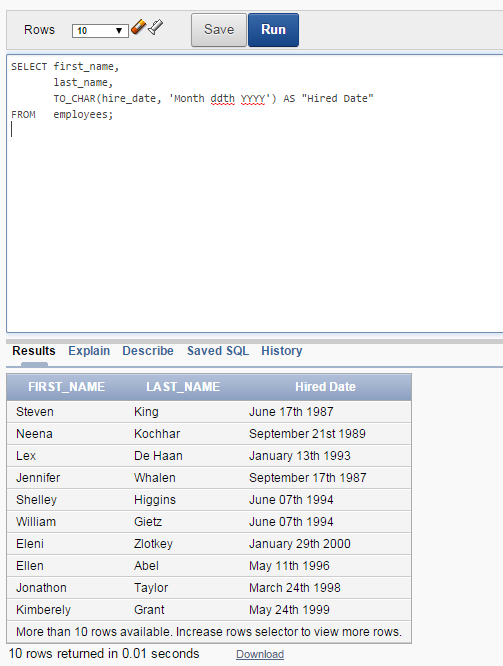 Rows 10 Save Run
SELECT first_name,
last_name,
TO_CHAR(hire_date, 'Month ddth YYYY') AS "Hired Date"
FROM employees;
Results Explain Describe Saved SQL History
FIRST_NAME LAST_NAME Hired Date
Steven King June 17th 1987
Neena Kochhar September 21st 1989
Lex De Haan January 13th 1993
Jennifer Whalen September 17th 1987
Shelley Higgins June 07th 1994
William Gietz June 07th 1994
Eleni Zlotkey January 29th 2000
Ellen Abel May 11th 1996
Jonathon Taylor March 24th 1998
Kimberely Grant May 24th 1999
More than 10 rows available. Increase rows selector to view more rows.
10 rows returned in 0.01 seconds Download